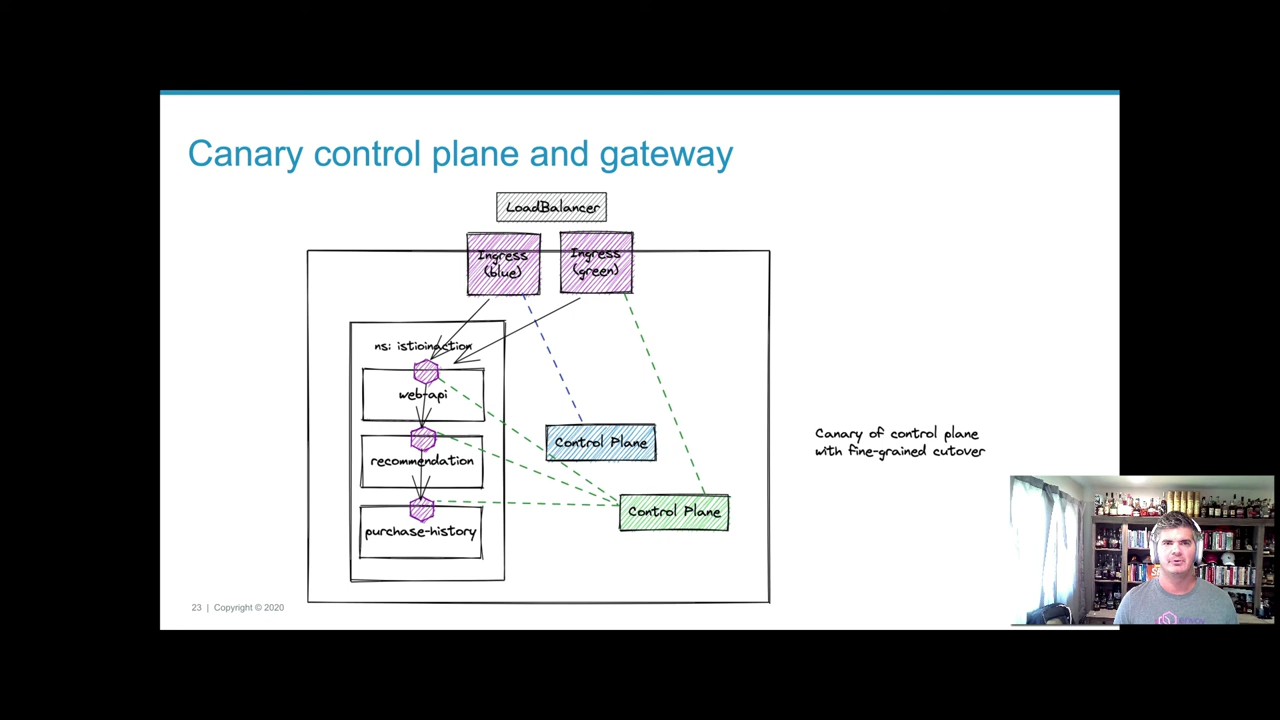 Canary control plane and gateway
LoadBalancer
Ingress
(blue)
Ingress
(green)
ns: istioinaction
web-api
recommendation
purchase-history
Control Plane
Control Plane
Canary of control plane
with fine-grained cutover
23 | Copyright © 2020